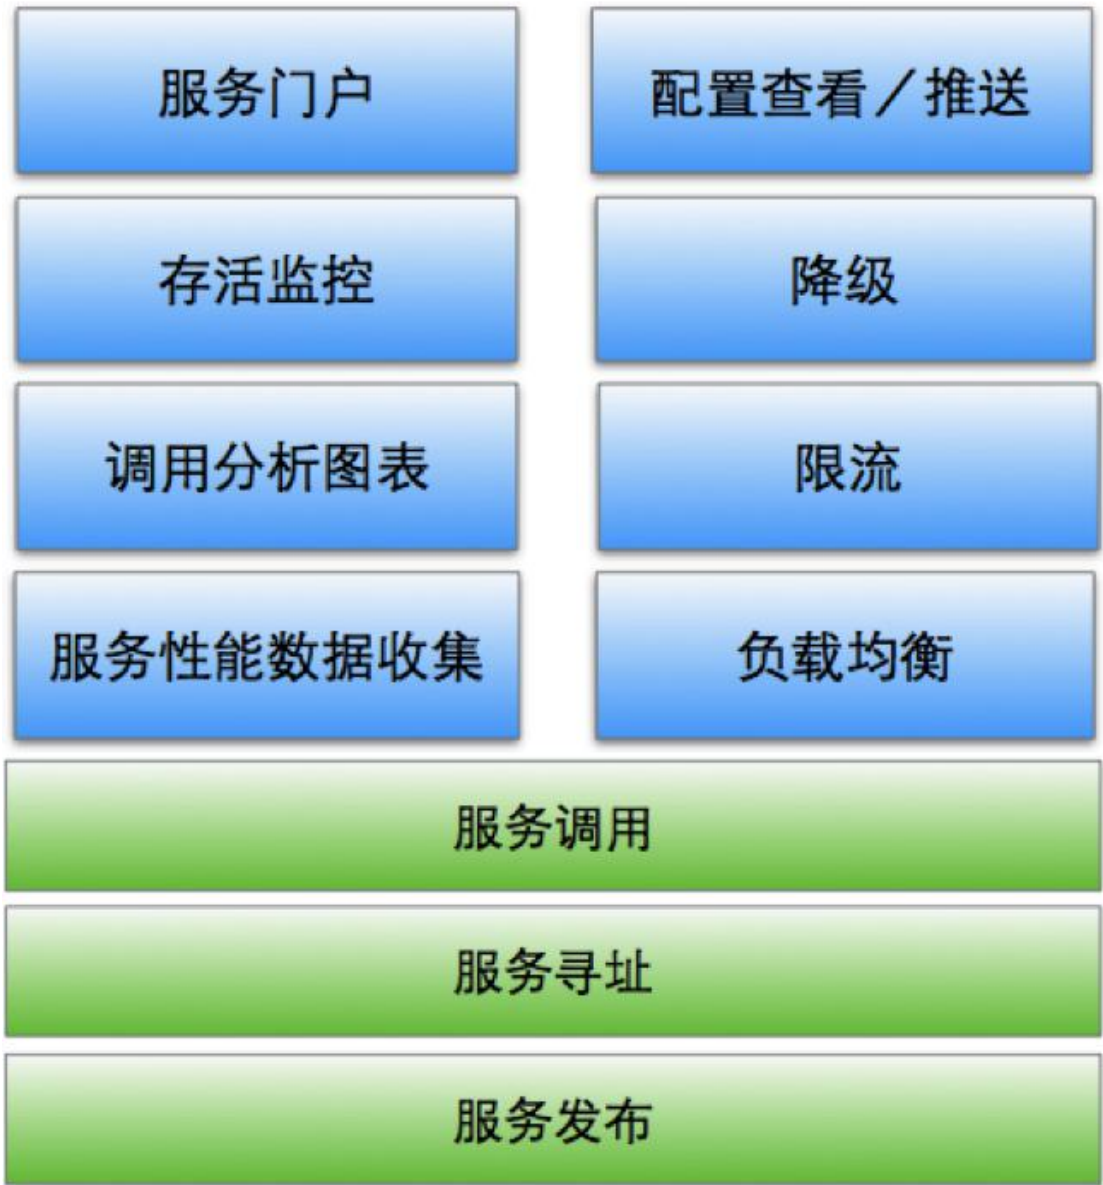 服务门户
配置查看／推送
存活监控
降级
调用分析图表
限流
服务性能数据收集
负载均衡
服务调用
服务寻址
服务发布